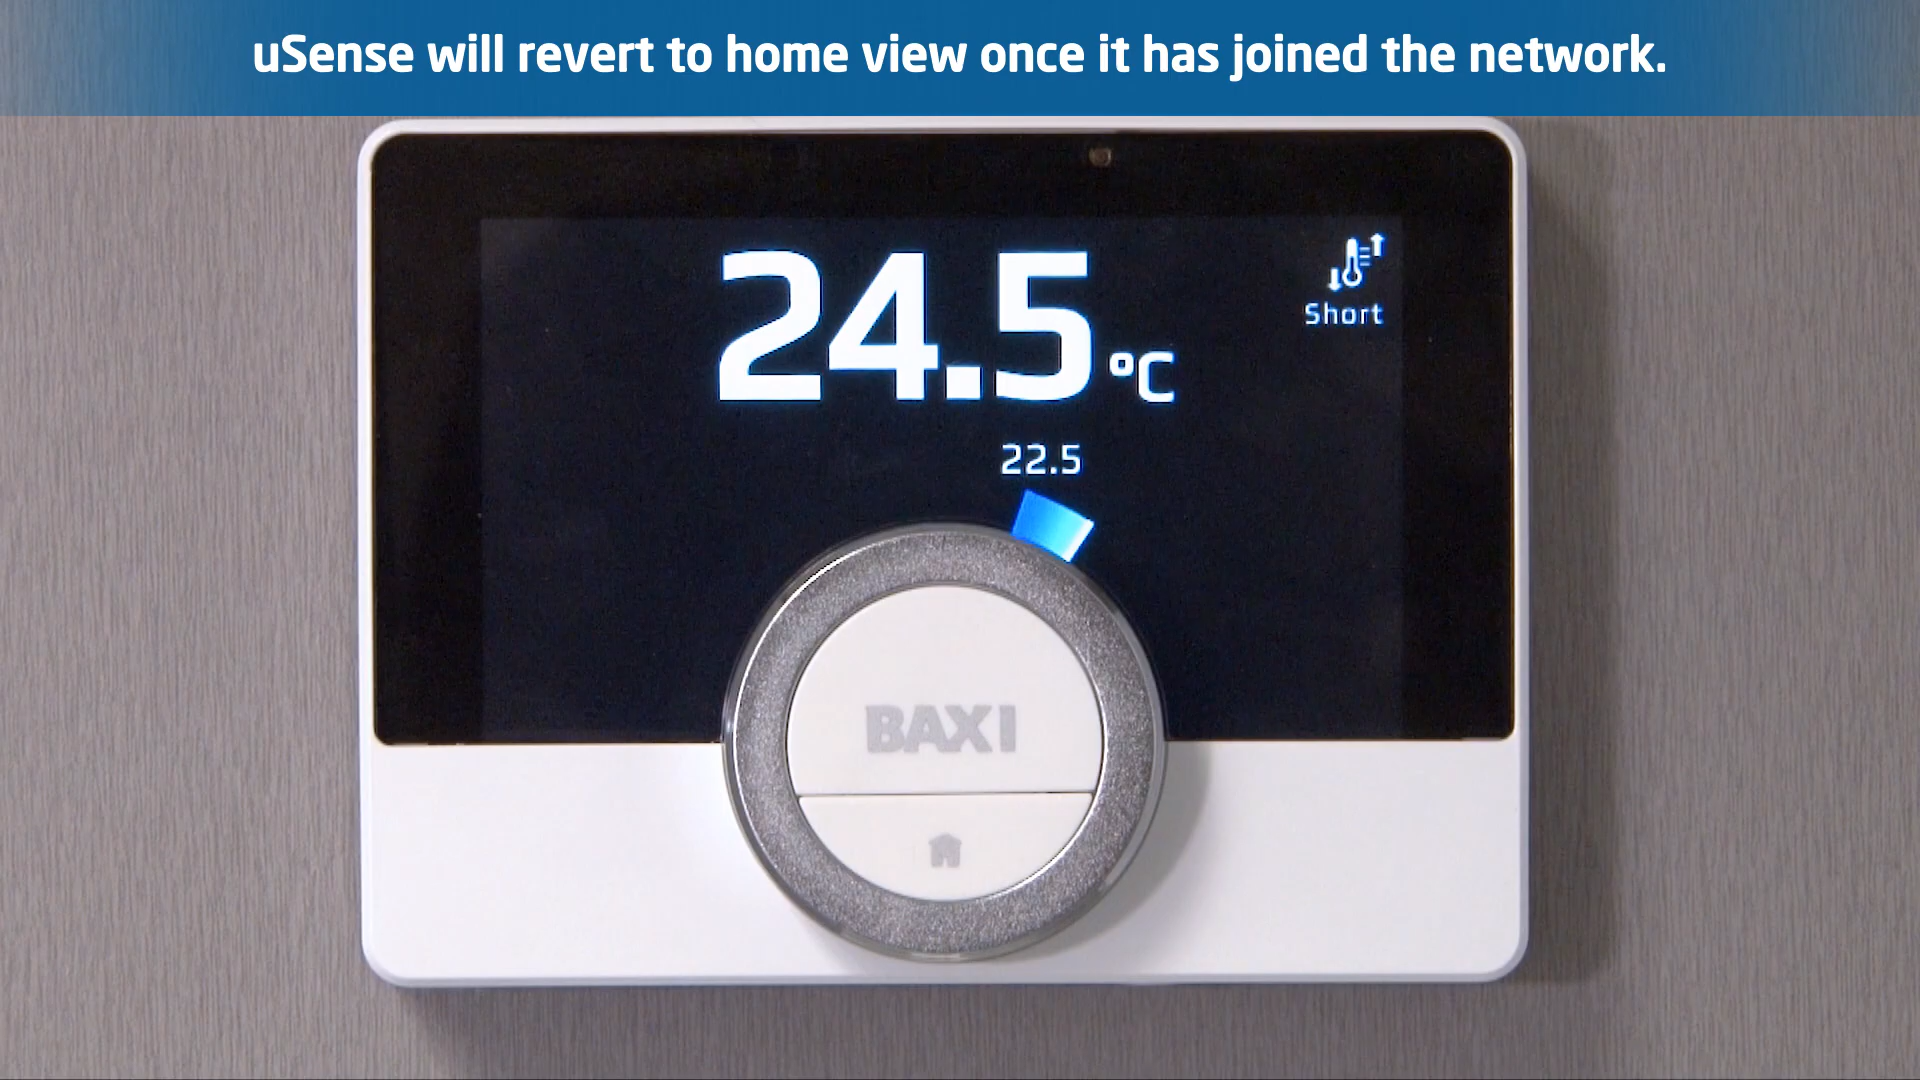 uSense will revert to home view once it has joined the network.
24.5 °C
Short
22.5
BAXI